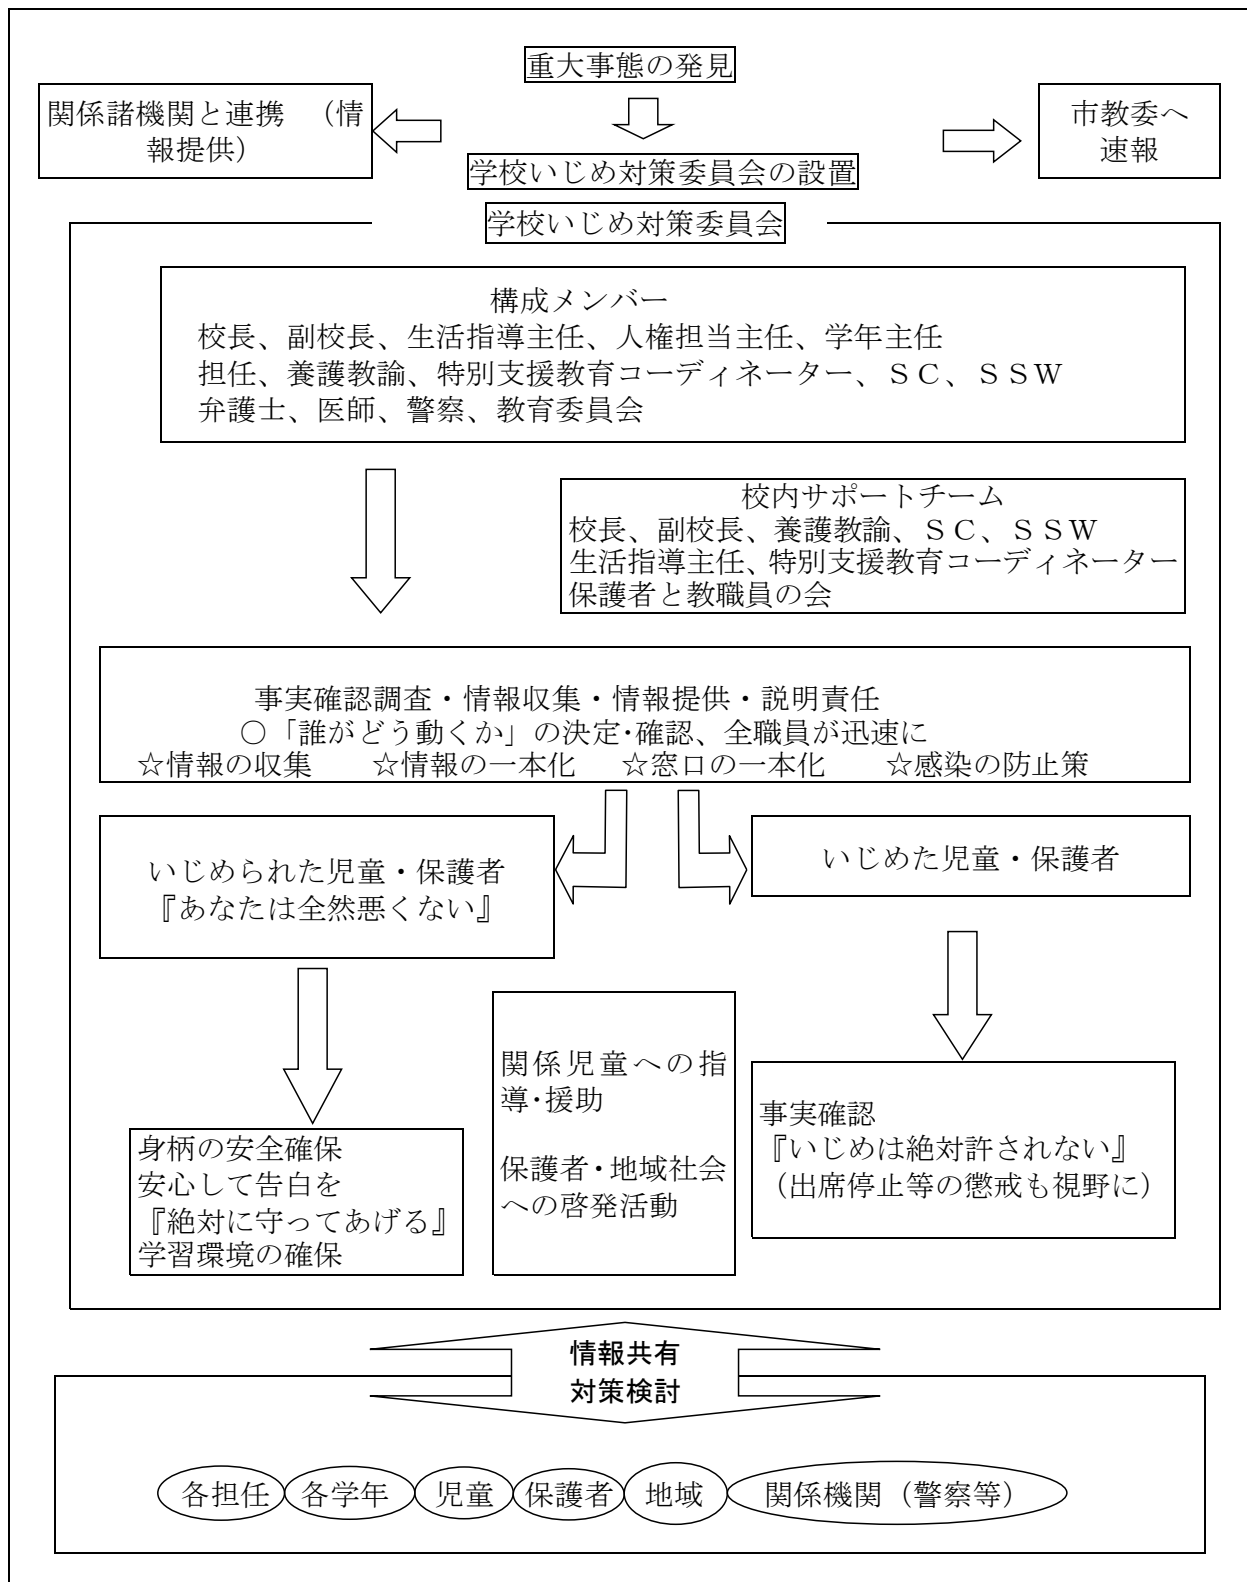 重大事態の発見
関係諸機関と連携　（情
報提供）
市教委へ
速報
学校いじめ対策委員会の設置
学校いじめ対策委員会
構成メンバー
校長、副校長、生活指導主任、人権担当主任、学年主任
担任、養護教諭、特別支援教育コーディネーター、ＳＣ、ＳＳＷ
弁護士、医師、警察、教育委員会
校内サポートチーム
校長、副校長、養護教諭、ＳＣ、ＳＳＷ
生活指導主任、特別支援教育コーディネーター
保護者と教職員の会
事実確認調査・情報収集・情報提供・説明責任
○「誰がどう動くか」の決定･確認、全職員が迅速に
☆情報の収集　　☆情報の一本化　　☆窓口の一本化　　☆感染の防止策
いじめられた児童・保護者
『あなたは全然悪くない』
いじめた児童・保護者
身柄の安全確保
安心して告白を
『絶対に守ってあげる』
学習環境の確保
関係児童への指
導･援助
保護者・地域社会
への啓発活動
事実確認
『いじめは絶対許されない』
（出席停止等の懲戒も視野に）
情報共有
対策検討
各担任　各学年　児童　保護者　地域　関係機関（警察等）